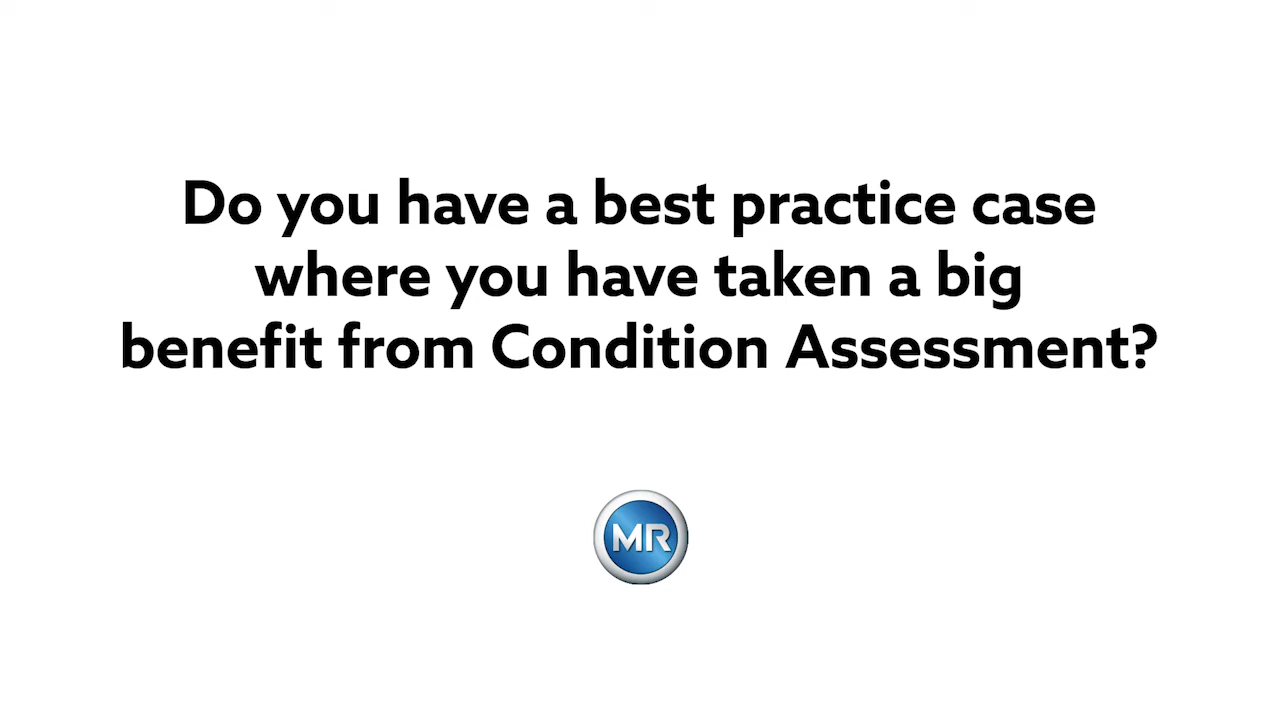 Do you have a best practice case
where you have taken a big
benefit from Condition Assessment?
MR